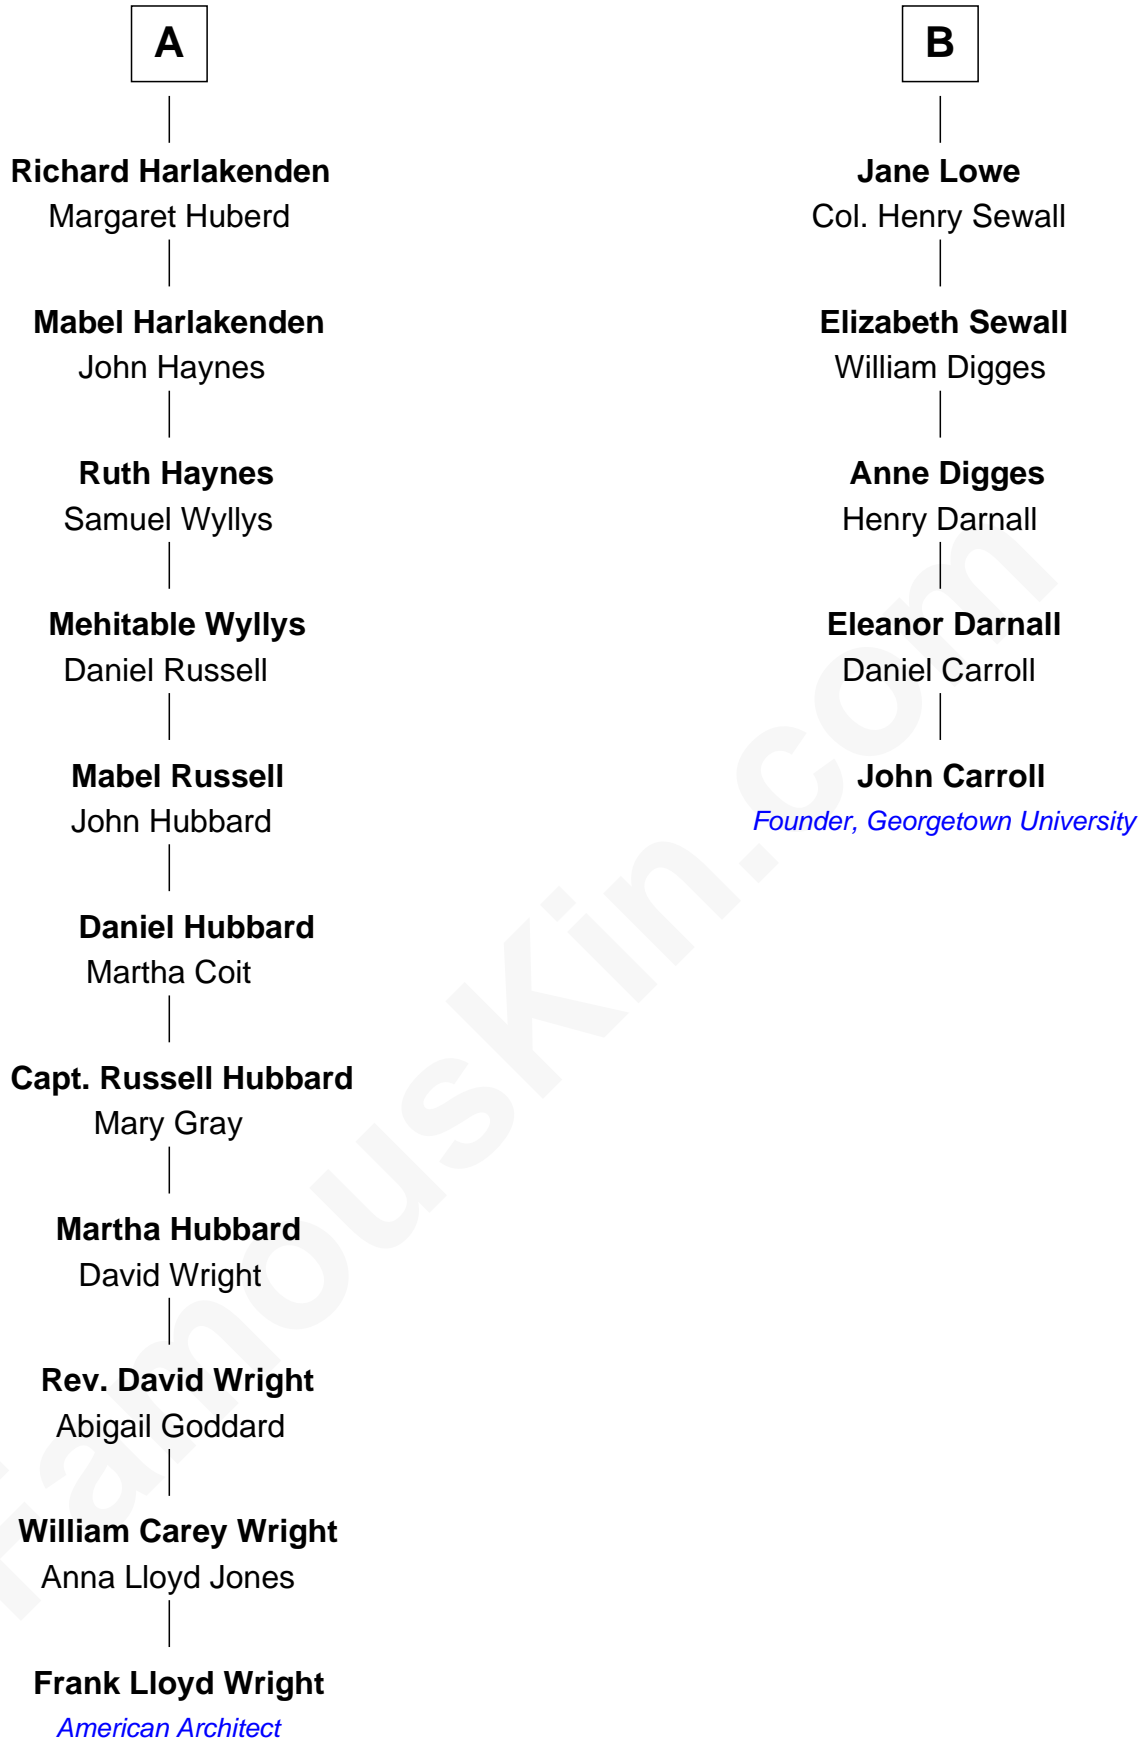 A
Richard Harlakenden
Margaret Huberd
Mabel Harlakenden
John Haynes
Ruth Haynes
Samuel Wyllys
Mehitable Wyllys
Daniel Russell
Mabel Russell
John Hubbard
Daniel Hubbard
Martha Coit
Capt. Russell Hubbard
Mary Gray
Martha Hubbard
David Wright
Rev. David Wright
Abigail Goddard
William Carey Wright
Anna Lloyd Jones
Frank Lloyd Wright
American Architect
B
Jane Lowe
Col. Henry Sewall
Elizabeth Sewall
William Digges
Anne Digges
Henry Darnall
Eleanor Darnall
Daniel Carroll
John Carroll
Founder, Georgetown University
FamousKin.com